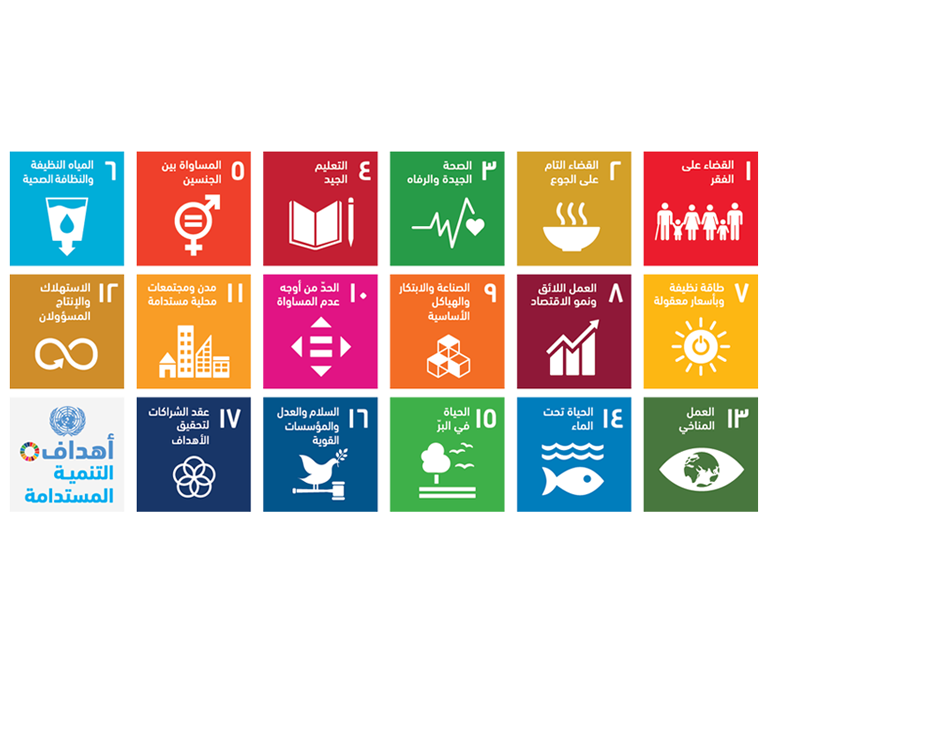 ١ القضاء على
الفقر
٢ القضاء التام
على الجوع
٣ الصحة
الجيدة والرفاه
٤ التعليم
الجيد
٥ المساواة بين
الجنسين
٦ المياه النظيفة
والنظافة الصحية
٧ طاقة نظيفة
وبأسعار معقولة
٨ العمل اللائق
ونمو الاقتصاد
٩ الصناعة والابتكار
والهياكل
الأساسية
١٠ الحدّ من أوجه
عدم المساواة
١١ مدن ومجتمعات
محلية مستدامة
١٢ الاستهلاك
والإنتاج
المسؤولان
١٣ العمل
المناخي
١٤ الحياة تحت
الماء
١٥ الحياة
في البرّ
١٦ السلام والعدل
والمؤسسات
القوية
١٧ عقد الشراكات
لتحقيق
الأهداف
أهداف
التنمية
المستدامة